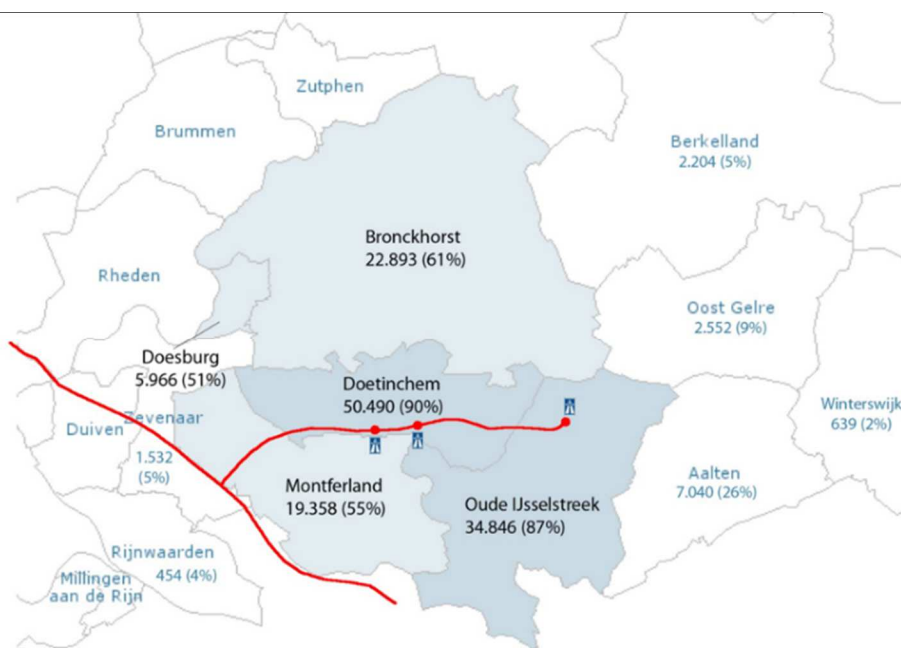 Zutphen
Brummen
Berkelland
2.204 (5%)
Bronckhorst
22.893 (61%)
Rheden
Oost Gelre
2.552 (9%)
Doesburg
5.966 (51%)
Doetinchem
50.490 (90%)
Duiven
Zevenaar
1.532
(5%)
Winterswijk
639 (2%)
Montferland
19.358 (55%)
Oude IJsselstreek
34.846 (87%)
Aalten
7.040 (26%)
Rijnwaarden
454 (4%)
Millingen
aan de Rijn